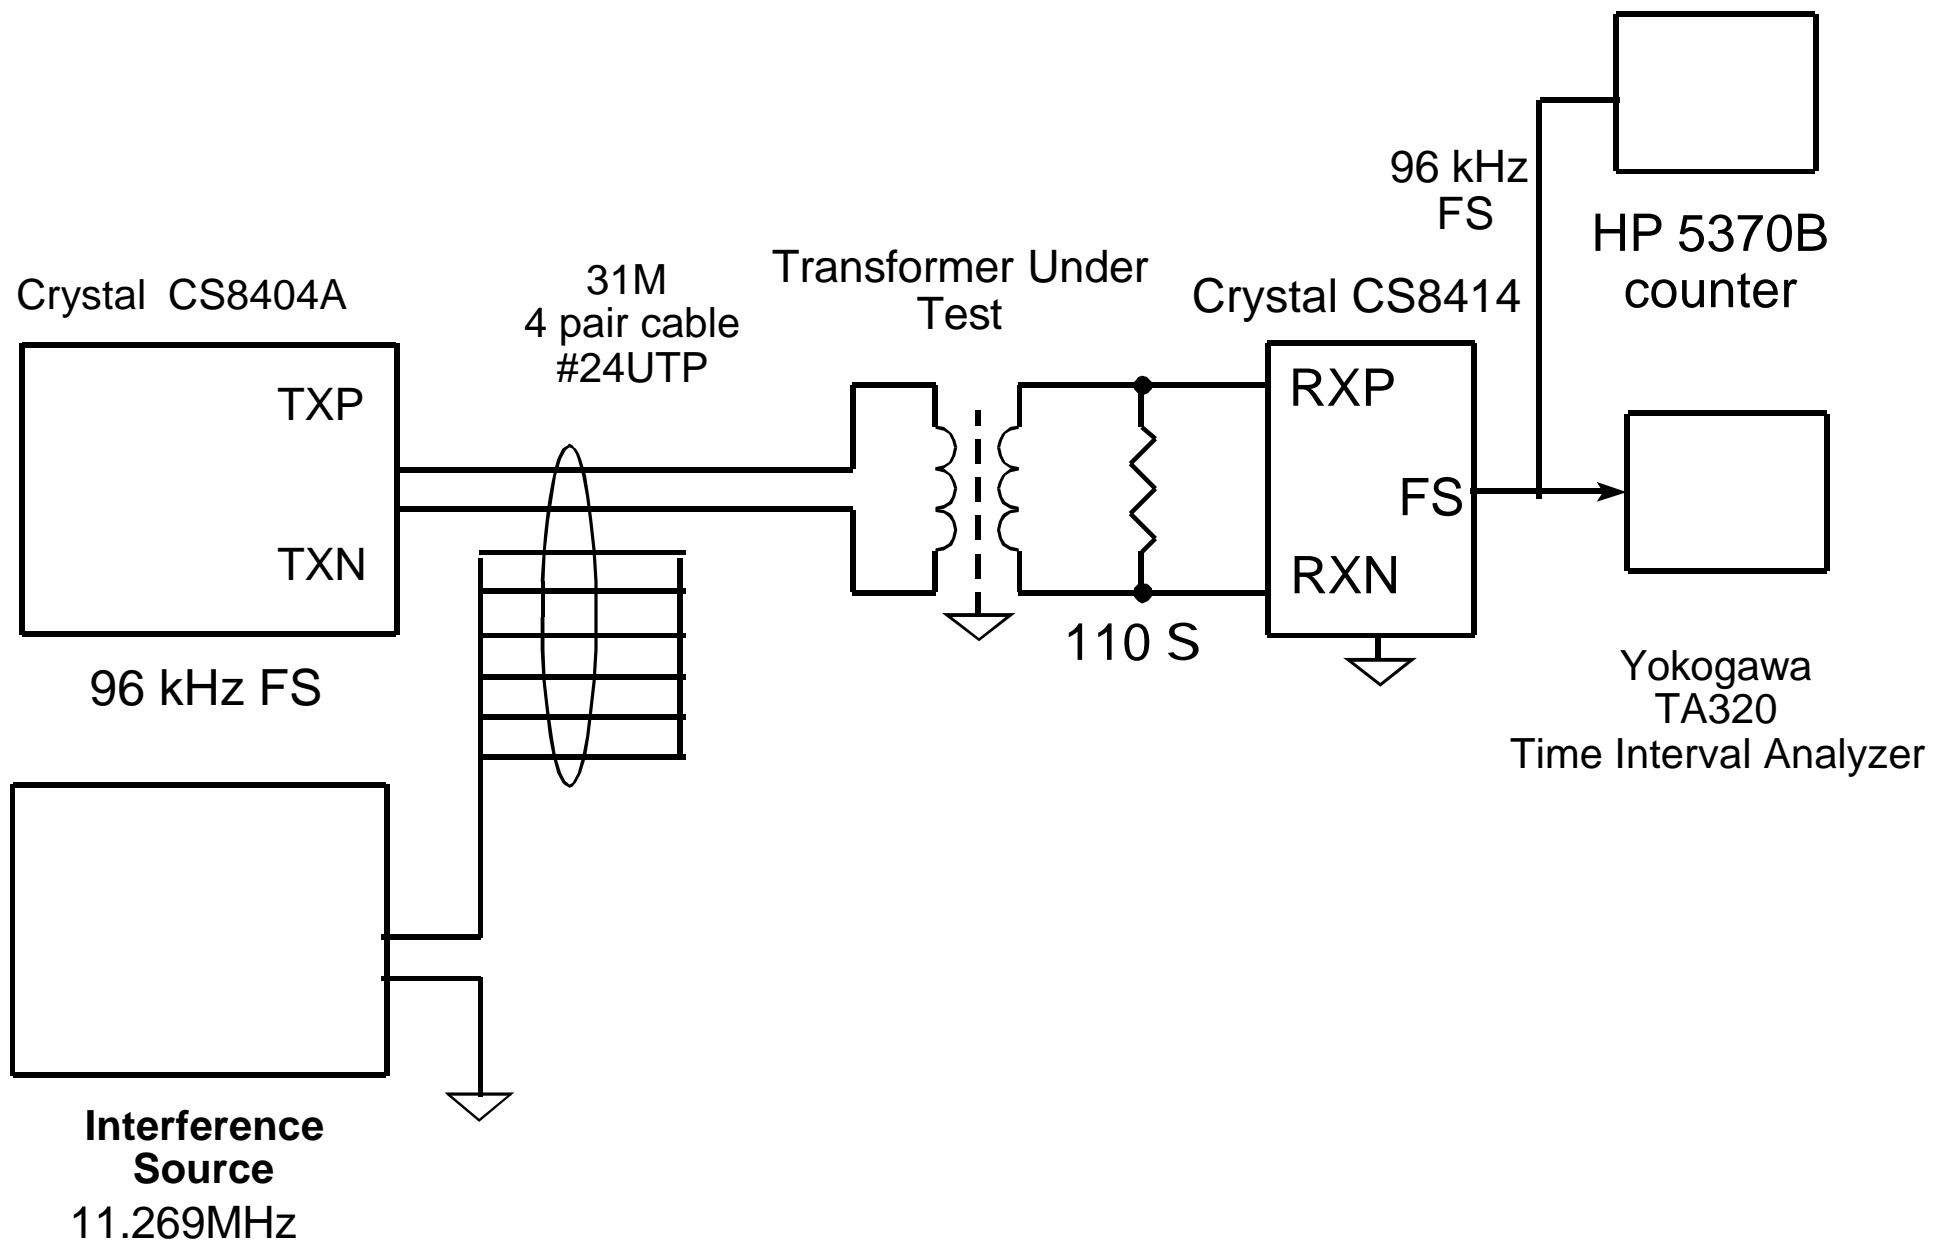 96 kHz
FS
HP 5370B
counter
Crystal CS8404A
31M
4 pair cable
#24UTP
Transformer Under
Test
Crystal CS8414
TXP
TXN
96 kHz FS
RXP
FS
RXN
110 S
Yokogawa
TA320
Time Interval Analyzer
Interference
Source
11.269MHz